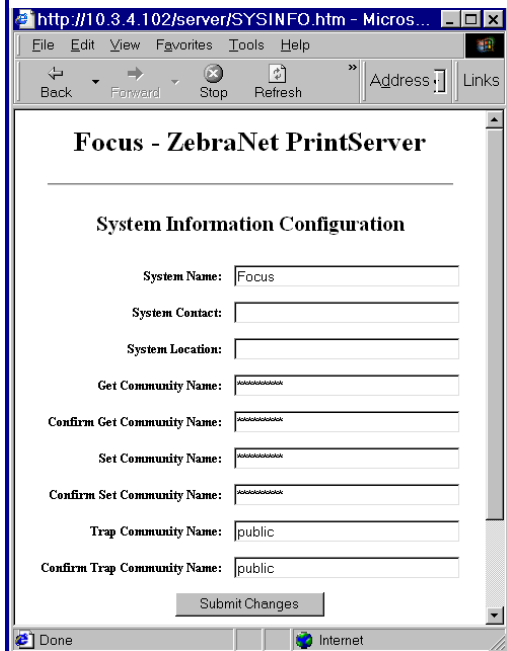 http://10.3.4.102/server/SYSINFO.htm - Micros...
File Edit View Favorites Tools Help
Back Forward Stop Refresh » Address Links
Focus - ZebraNet PrintServer
System Information Configuration
System Name: Focus
System Contact:
System Location:
Get Community Name: *********
Confirm Get Community Name: *********
Set Community Name: *********
Confirm Set Community Name: *********
Trap Community Name: public
Confirm Trap Community Name: public
Submit Changes
Done Internet